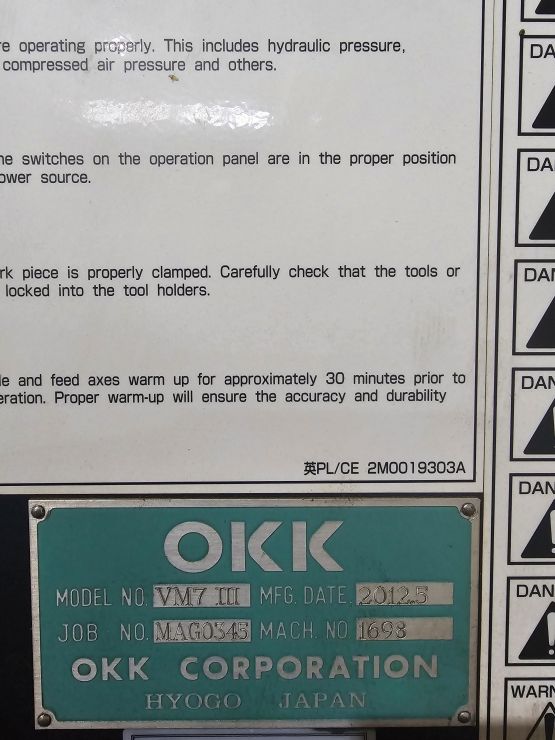 re operating properly. This includes hydraulic pressure,
compressed air pressure and others.
he switches on the operation panel are in the proper position
ower source.
rk piece is properly clamped. Carefully check that the tools or
locked into the tool holders.
le and feed axes warm up for approximately 30 minutes prior to
eration. Proper warm-up will ensure the accuracy and durability
英PL/CE 2M0019303A
DA
DA
DAN
DAN
DAN
DAN
WARN
OKK
MODEL NO. VM7 III MFG. DATE. 2012.5
JOB NO. MAG0345 MACH. NO 1698
OKK CORPORATION
HYOGO JAPAN